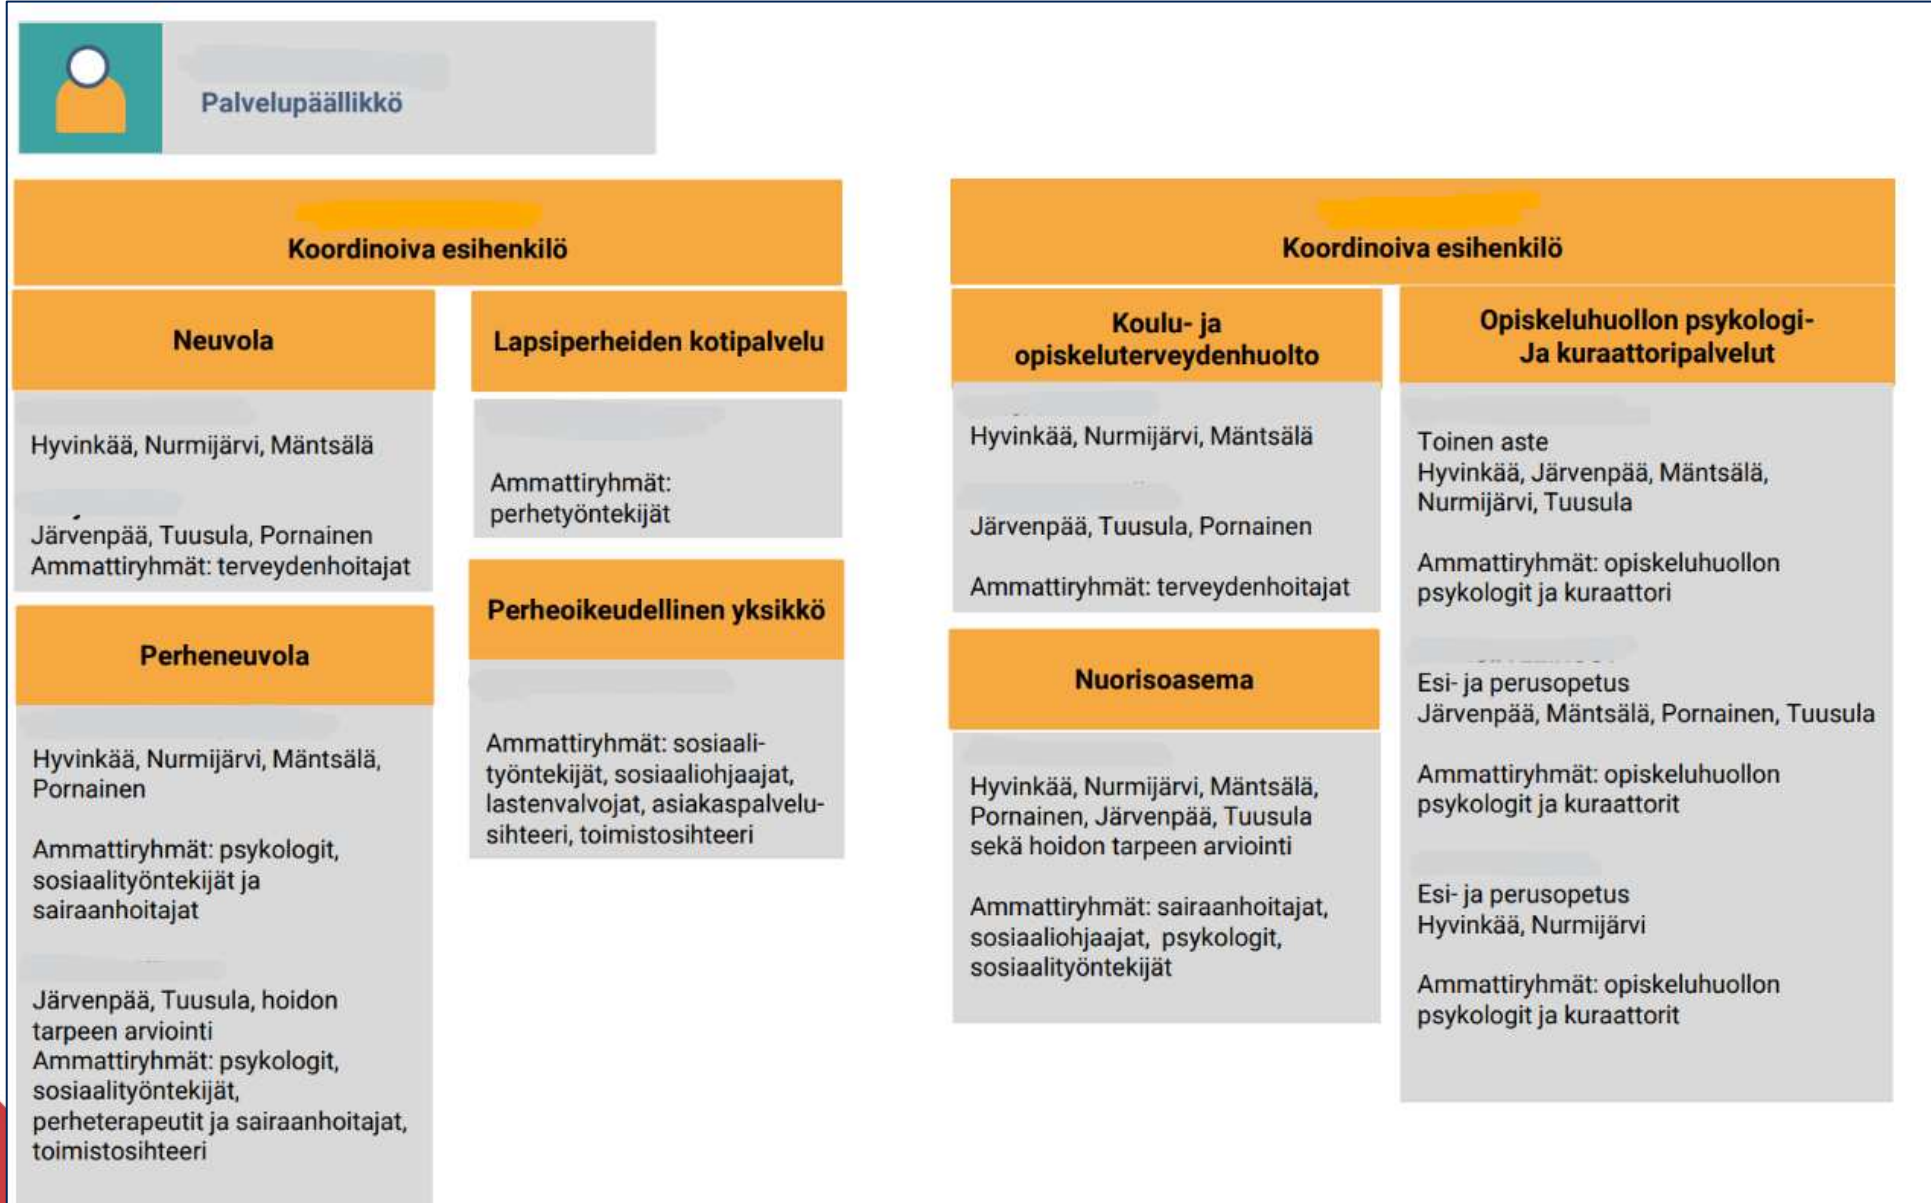 Palvelupäällikkö
Koordinoiva esihenkilö
Neuvola
Hyvinkää, Nurmijärvi, Mäntsälä
Järvenpää, Tuusula, Pornainen
Ammattiryhmät: terveydenhoitajat
Perheneuvola
Hyvinkää, Nurmijärvi, Mäntsälä,
Pornainen
Ammattiryhmät: psykologit,
sosiaalityöntekijät ja
sairaanhoitajat
Järvenpää, Tuusula, hoidon
tarpeen arviointi
Ammattiryhmät: psykologit,
sosiaalityöntekijät,
perheterapeutit ja sairaanhoitajat,
toimistosihteeri
Lapsiperheiden kotipalvelu
Ammattiryhmät:
perhetyöntekijät
Perheoikeudellinen yksikkö
Ammattiryhmät: sosiaali-
työntekijät, sosiaaliohjaajat,
lastenvalvojat, asiakaspalvelu-
sihteeri, toimistosihteeri
Koordinoiva esihenkilö
Koulu- ja
opiskeluterveydenhuolto
Hyvinkää, Nurmijärvi, Mäntsälä
Järvenpää, Tuusula, Pornainen
Ammattiryhmät: terveydenhoitajat
Nuorisoasema
Hyvinkää, Nurmijärvi, Mäntsälä,
Pornainen, Järvenpää, Tuusula
sekä hoidon tarpeen arviointi
Ammattiryhmät: sairaanhoitajat,
sosiaaliohjaajat, psykologit,
sosiaalityöntekijät
Opiskeluhuollon psykologi-
Ja kuraattoripalvelut
Toinen aste
Hyvinkää, Järvenpää, Mäntsälä,
Nurmijärvi, Tuusula
Ammattiryhmät: opiskeluhuollon
psykologit ja kuraattori
Esi- ja perusopetus
Järvenpää, Mäntsälä, Pornainen, Tuusula
Ammattiryhmät: opiskeluhuollon
psykologit ja kuraattorit
Esi- ja perusopetus
Hyvinkää, Nurmijärvi
Ammattiryhmät: opiskeluhuollon
psykologit ja kuraattorit